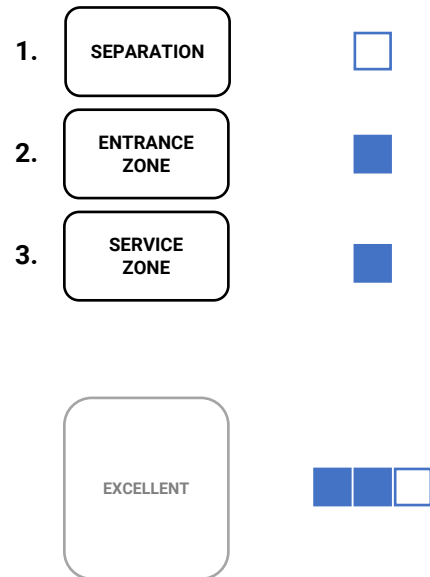 1. SEPARATION
2. ENTRANCE
ZONE
3. SERVICE
ZONE
EXCELLENT